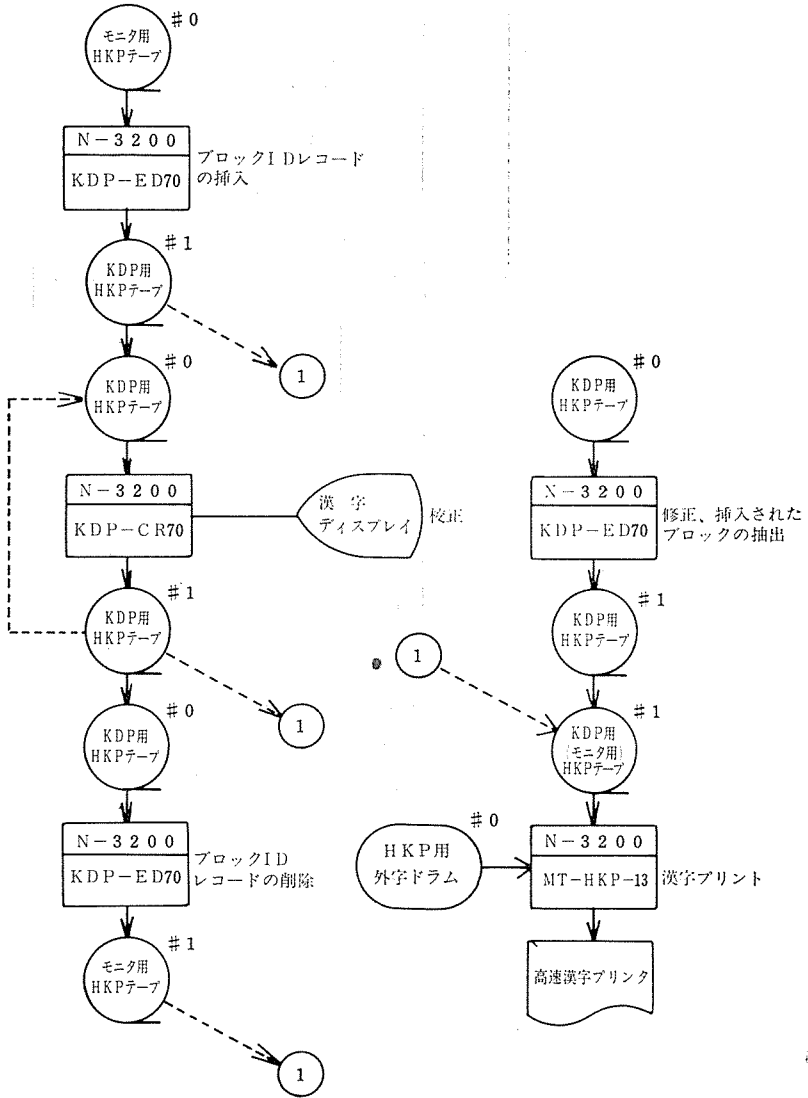 #0
モニタ用
HKPテープ
N-3200
KDP-ED70
ブロックIDレコード
の挿入
#1
KDP用
HKPテープ
1
#0
KDP用
HKPテープ
N-3200
KDP-CR70
漢字
ディスプレイ
校正
#1
KDP用
HKPテープ
1
#0
KDP用
HKPテープ
N-3200
KDP-ED70
ブロックID
レコードの削除
#1
モニタ用
HKPテープ
1
#0
KDP用
HKPテープ
N-3200
KDP-ED70
修正、挿入された
ブロックの抽出
#1
KDP用
HKPテープ
1
#1
KDP用
(モニタ用)
HKPテープ
#0
HKP用
外字ドラム
N-3200
MT-HKP-13
漢字プリント
高速漢字プリンタ